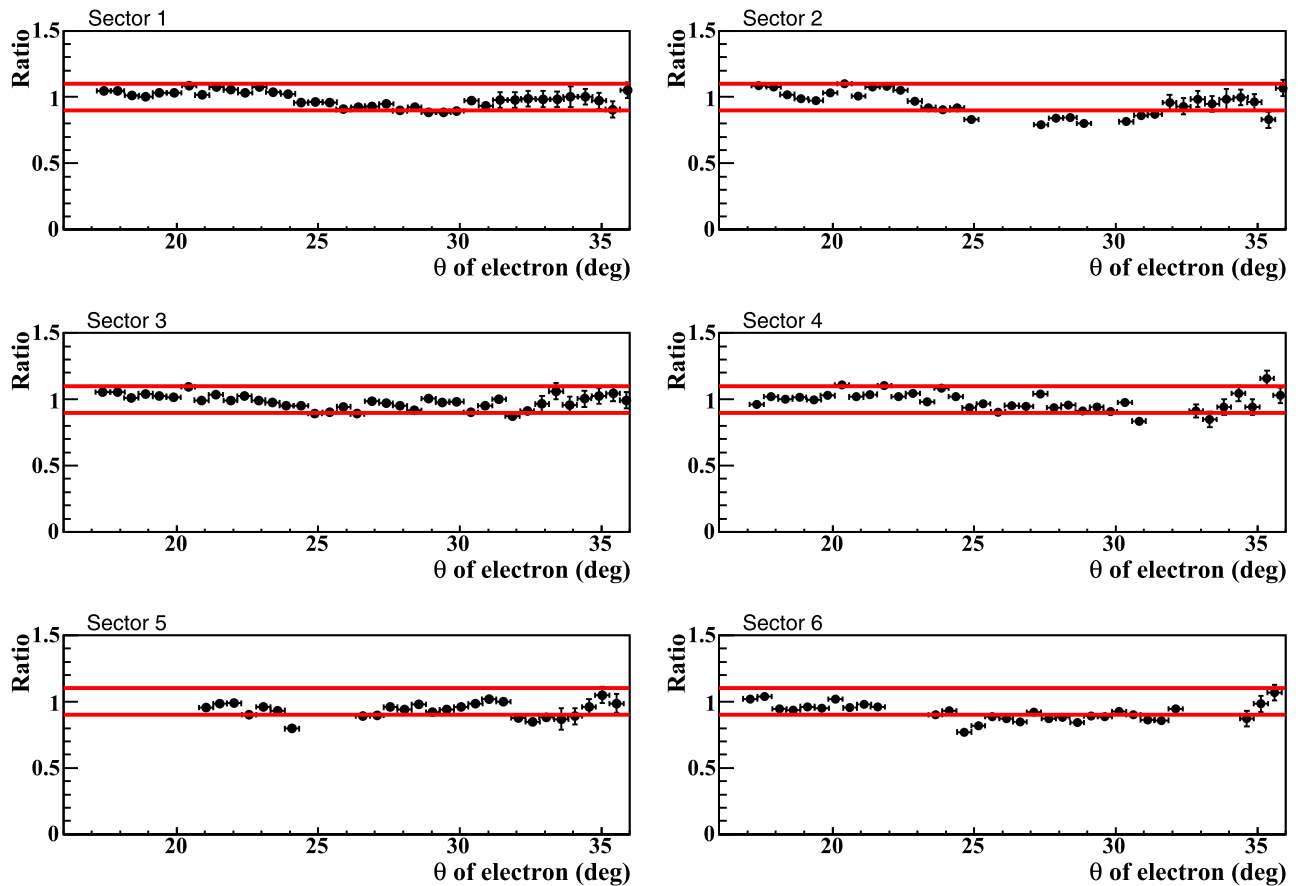 Sector 1
Ratio
1.5
1
0.5
0
20 25 30 35
θ of electron (deg)
Sector 2
Ratio
1.5
1
0.5
0
20 25 30 35
θ of electron (deg)
Sector 3
Ratio
1.5
1
0.5
0
20 25 30 35
θ of electron (deg)
Sector 4
Ratio
1.5
1
0.5
0
20 25 30 35
θ of electron (deg)
Sector 5
Ratio
1.5
1
0.5
0
20 25 30 35
θ of electron (deg)
Sector 6
Ratio
1.5
1
0.5
0
20 25 30 35
θ of electron (deg)